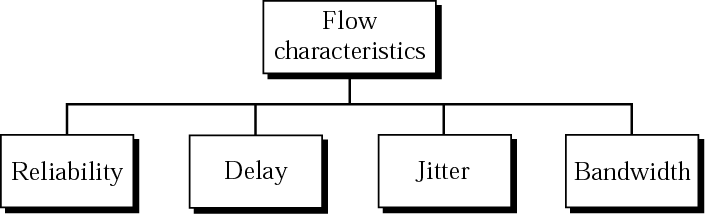 Flow
characteristics
Reliability
Delay
Jitter
Bandwidth